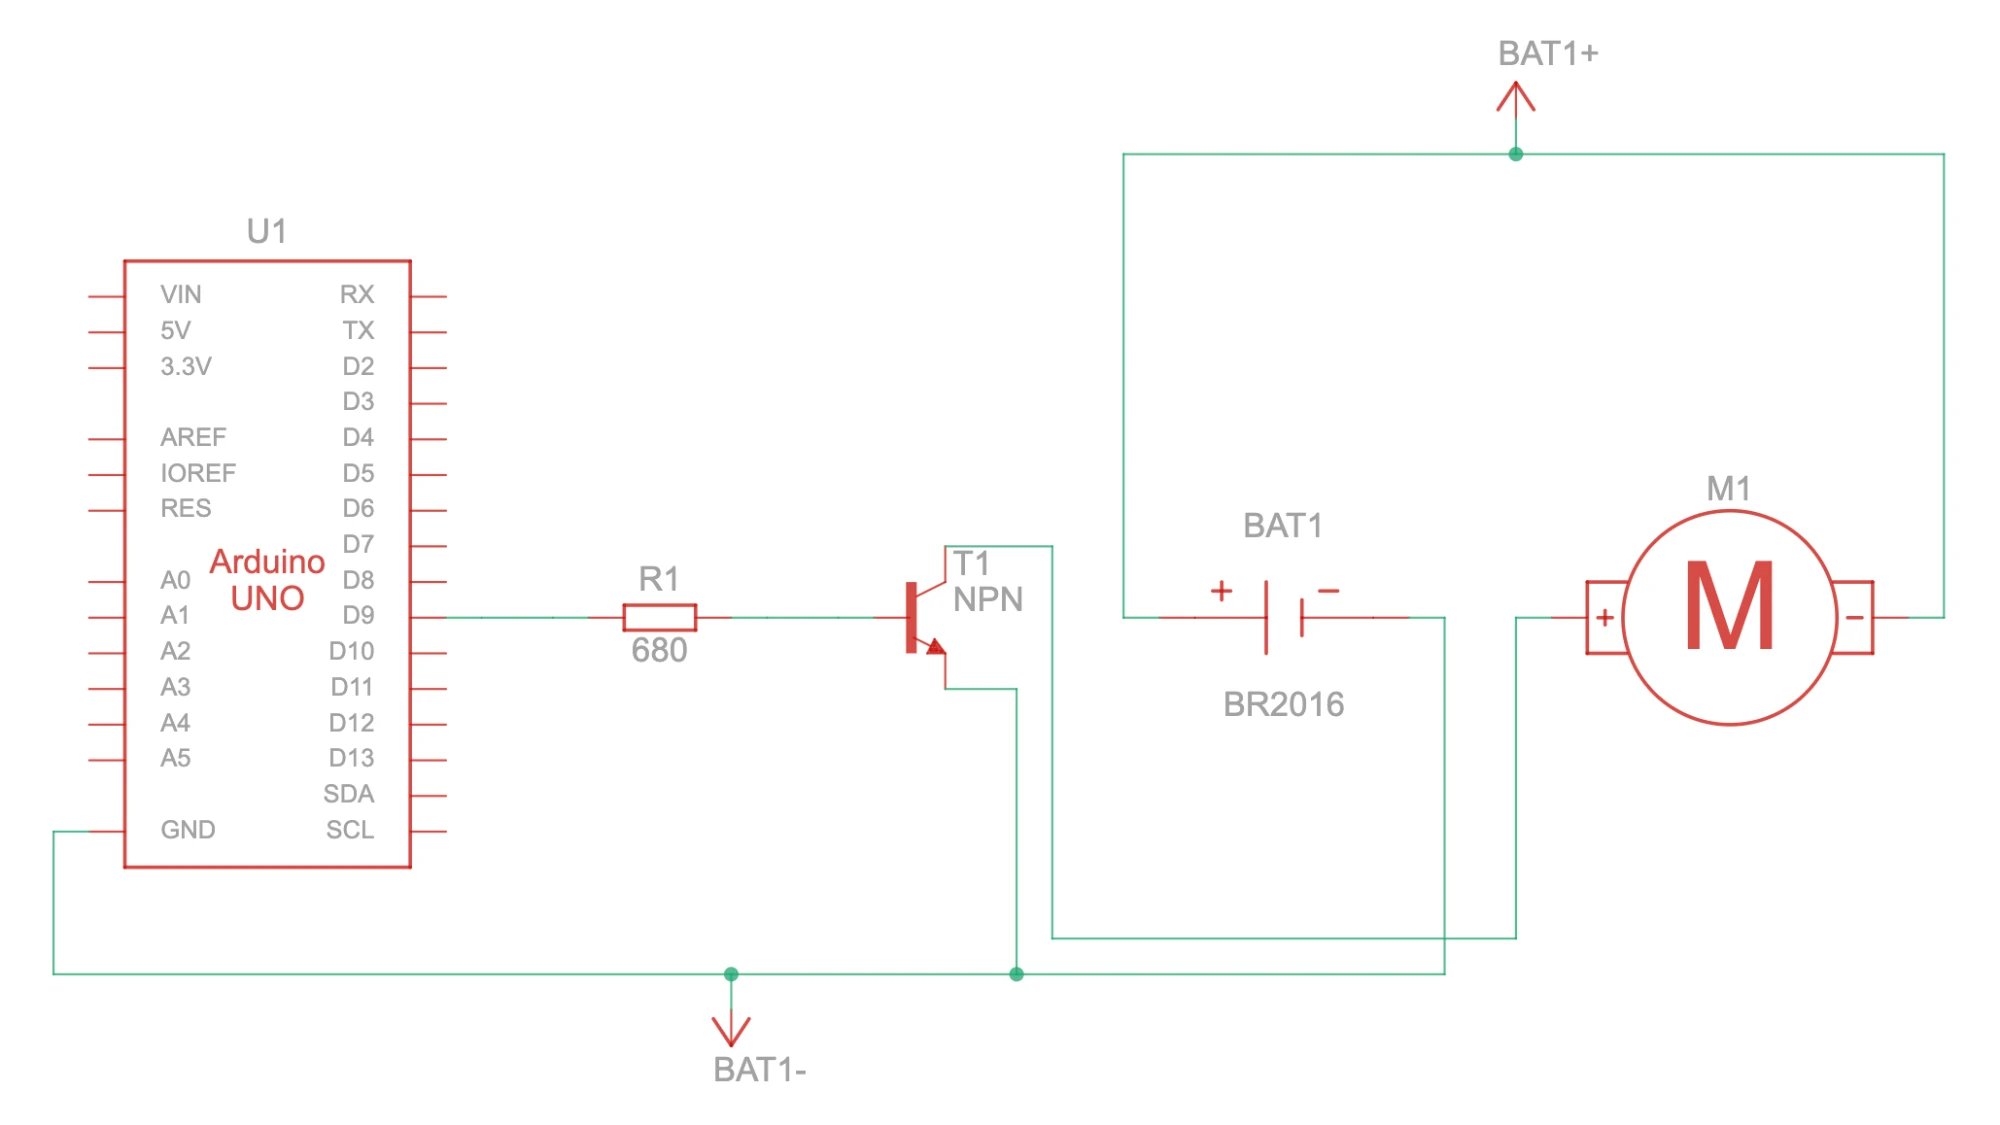 BAT1+
U1
VIN RX
5V TX
3.3V D2
D3
AREF D4
IOREF D5
RES D6
D7
Arduino
UNO
A0 D8
A1 D9
A2 D10
A3 D11
A4 D12
A5 D13
SDA
GND SCL
R1
680
T1
NPN
BAT1
+ −
BR2016
M1
+ M −
BAT1-